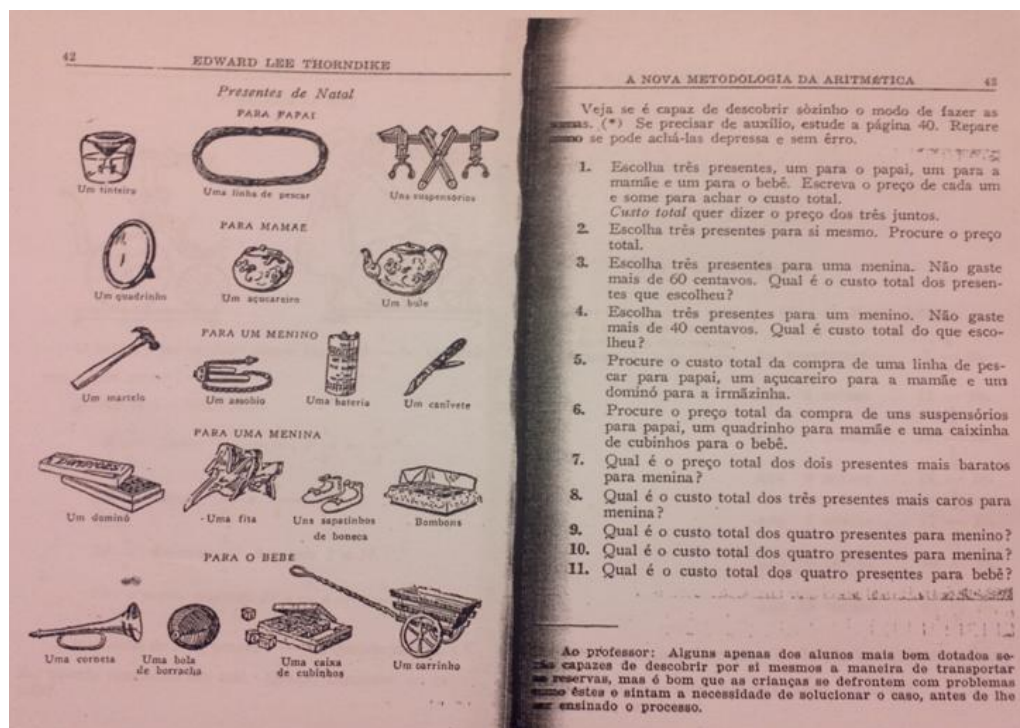 42
EDWARD LEE THORNDIKE
Presentes de Natal
PARA PAPAI
Um tinteiro
Uma linha de pescar
Uns suspensórios
PARA MAMÃE
Um quadrinho
Um açucareiro
Um bule
PARA UM MENINO
Um martelo
Um assobio
Uma bateria
Um canivete
PARA UMA MENINA
Um dominó
Uma fita
Uns sapatinhos
de boneca
Bombons
PARA O BEBÊ
Uma corneta
Uma bola
de borracha
Uma caixa
de cubinhos
Um carrinho
A NOVA METODOLOGIA DA ARITMÉTICA 43
Veja se é capaz de descobrir sòzinho o modo de fazer as
(*) Se precisar de auxílio, estude a página 40. Repare
se pode achá-las depressa e sem êrro.
1. Escolha três presentes, um para o papai, um para a
mamãe e um para o bebê. Escreva o preço de cada um
e some para achar o custo total.
Custo total quer dizer o preço dos três juntos.
2. Escolha três presentes para si mesmo. Procure o preço
total.
3. Escolha três presentes para uma menina. Não gaste
mais de 60 centavos. Qual é o custo total dos presen-
tes que escolheu?
4. Escolha três presentes para um menino. Não gaste
mais de 40 centavos. Qual é custo total do que esco-
lheu?
5. Procure o custo total da compra de uma linha de pes-
car para papai, um açucareiro para a mamãe e um
dominó para a irmãzinha.
6. Procure o preço total da compra de uns suspensórios
para papai, um quadrinho para mamãe e uma caixinha
de cubinhos para o bebê.
7. Qual é o preço total dos dois presentes mais baratos
para menina?
8. Qual é o custo total dos três presentes mais caros para
menina?
9. Qual é o custo total dos quatro presentes para menino?
10. Qual é o custo total dos quatro presentes para menina?
11. Qual é o custo total dos quatro presentes para bebê?
Ao professor: Alguns apenas dos alunos mais bem dotados se-
capazes de descobrir por si mesmos a maneira de transportar
reservas, mas é bom que as crianças se defrontem com problemas
êstes e sintam a necessidade de solucionar o caso, antes de lhe
ensinado o processo.